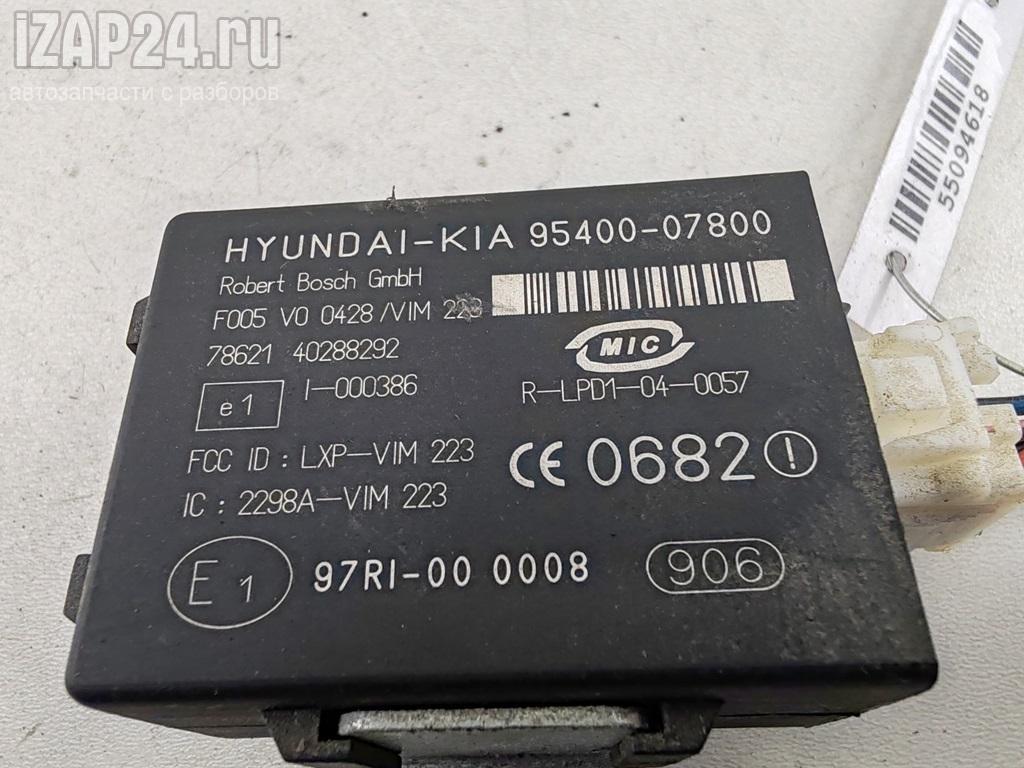 iZAP24.ru
автозапчасти с разборов
55094618
HYUNDAI-KIA 95400-07800
Robert Bosch GmbH
F005 V0 0428/VIM 223
78621 40288292
MIC
e1 I-000386
R-LPD1-04-0057
FCC ID : LXP-VIM 223
CE 0682
IC : 2298A-VIM 223
E1 97RI-00 0008 906